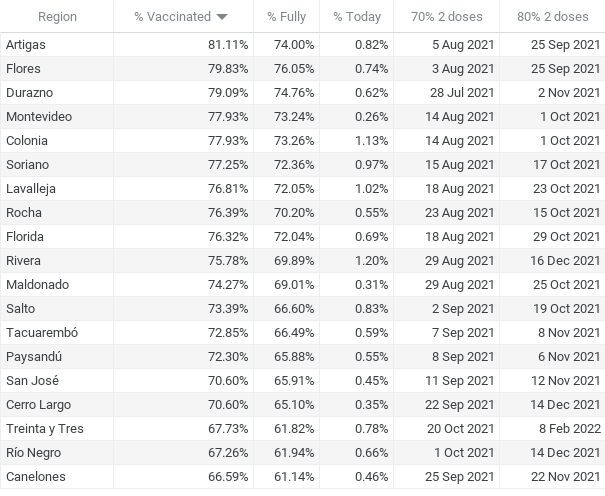 Region % Vaccinated % Fully % Today 70% 2 doses 80% 2 doses
Artigas 81.11% 74.00% 0.82% 5 Aug 2021 25 Sep 2021
Flores 79.83% 76.05% 0.74% 3 Aug 2021 25 Sep 2021
Durazno 79.09% 74.76% 0.62% 28 Jul 2021 2 Nov 2021
Montevideo 77.93% 73.24% 0.26% 14 Aug 2021 1 Oct 2021
Colonia 77.93% 73.26% 1.13% 14 Aug 2021 1 Oct 2021
Soriano 77.25% 72.36% 0.97% 15 Aug 2021 17 Oct 2021
Lavalleja 76.81% 72.05% 1.02% 18 Aug 2021 23 Oct 2021
Rocha 76.39% 70.20% 0.55% 23 Aug 2021 15 Oct 2021
Florida 76.32% 72.04% 0.69% 18 Aug 2021 29 Oct 2021
Rivera 75.78% 69.89% 1.20% 29 Aug 2021 16 Dec 2021
Maldonado 74.27% 69.01% 0.31% 29 Aug 2021 25 Oct 2021
Salto 73.39% 66.60% 0.83% 2 Sep 2021 19 Oct 2021
Tacuarembó 72.85% 66.49% 0.59% 7 Sep 2021 8 Nov 2021
Paysandú 72.30% 65.88% 0.55% 8 Sep 2021 6 Nov 2021
San José 70.60% 65.91% 0.45% 11 Sep 2021 12 Nov 2021
Cerro Largo 70.60% 65.10% 0.35% 22 Sep 2021 14 Dec 2021
Treinta y Tres 67.73% 61.82% 0.78% 20 Oct 2021 8 Feb 2022
Río Negro 67.26% 61.94% 0.66% 1 Oct 2021 14 Dec 2021
Canelones 66.59% 61.14% 0.46% 25 Sep 2021 22 Nov 2021